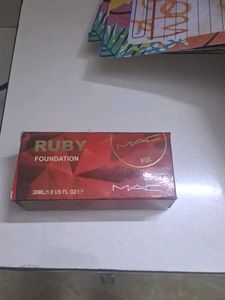 RUBY
FOUNDATION
30ML/1.0 US FL OZ ℮
MAC
FIX
MAC